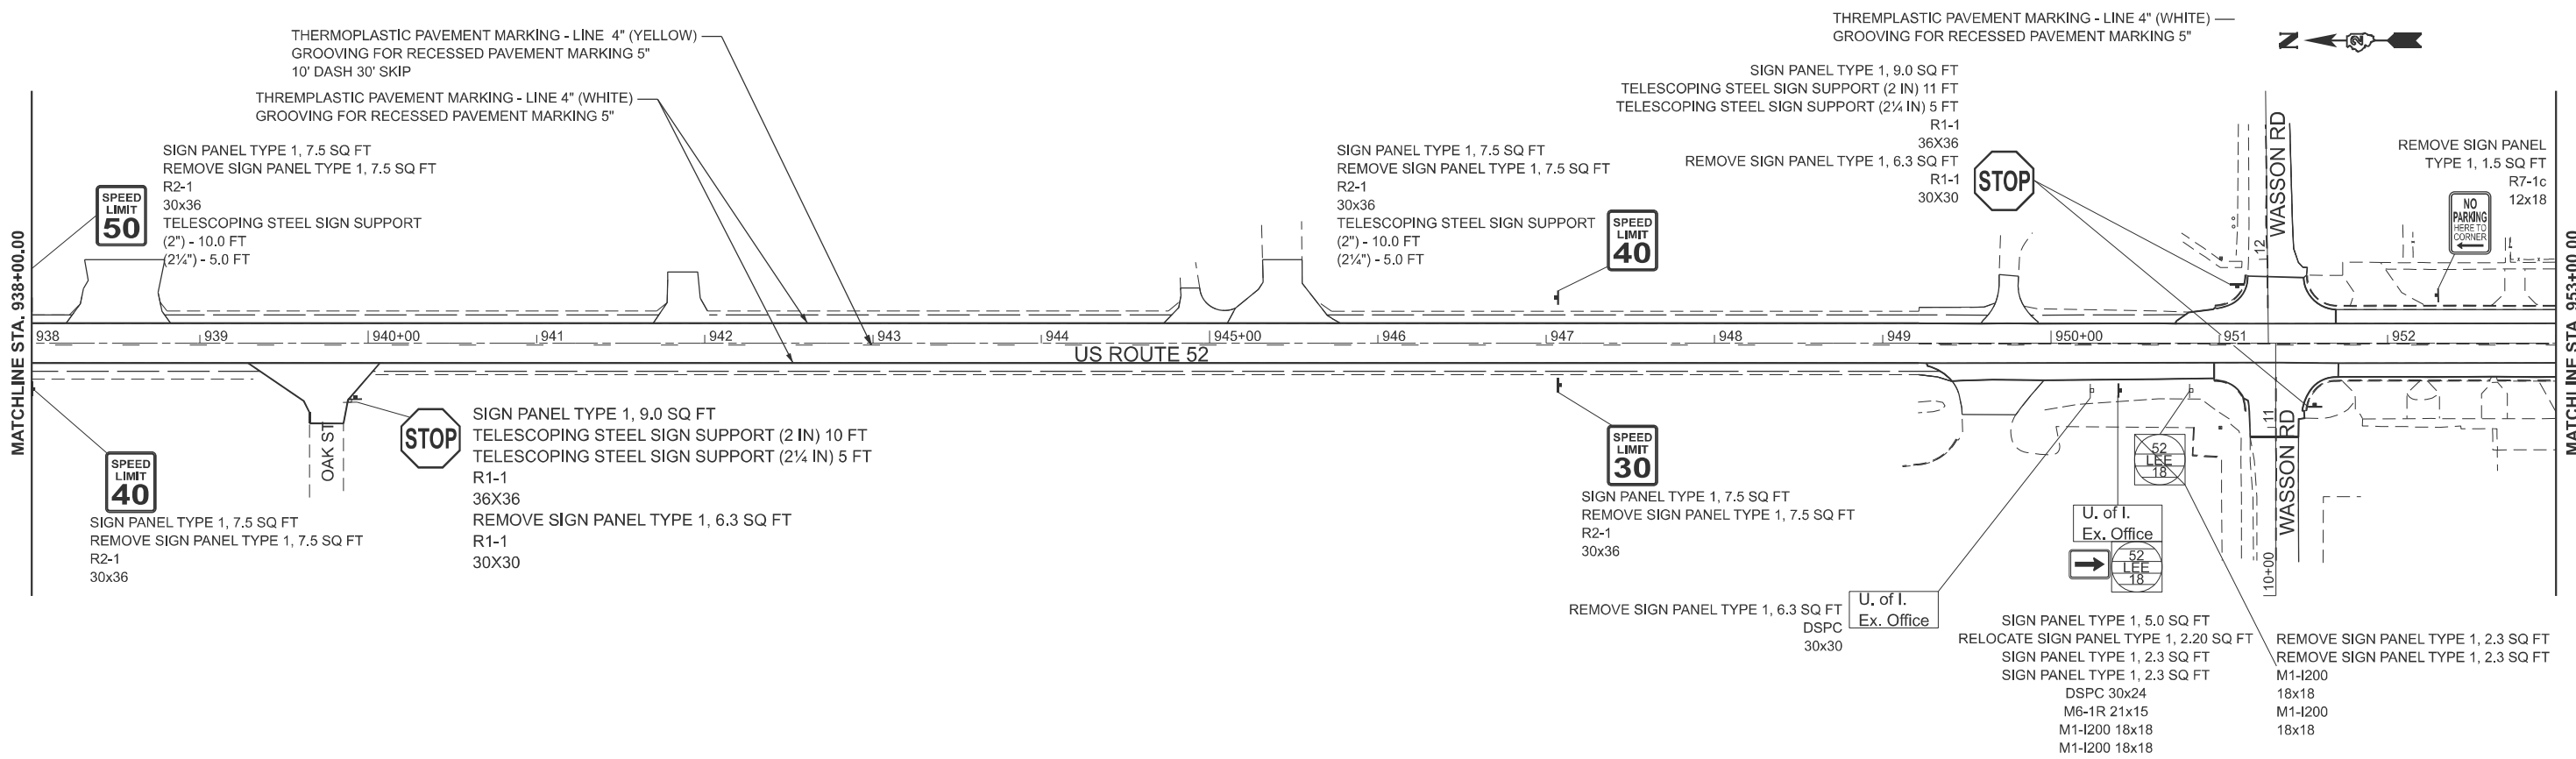 THERMOPLASTIC PAVEMENT MARKING - LINE 4" (YELLOW)
GROOVING FOR RECESSED PAVEMENT MARKING 5"
10' DASH 30' SKIP
THREMPLASTIC PAVEMENT MARKING - LINE 4" (WHITE)
GROOVING FOR RECESSED PAVEMENT MARKING 5"
THREMPLASTIC PAVEMENT MARKING - LINE 4" (WHITE)
GROOVING FOR RECESSED PAVEMENT MARKING 5"
N
MATCHLINE STA. 938+00.00
SPEED
LIMIT
50
SIGN PANEL TYPE 1, 7.5 SQ FT
REMOVE SIGN PANEL TYPE 1, 7.5 SQ FT
R2-1
30x36
TELESCOPING STEEL SIGN SUPPORT
(2") - 10.0 FT
(2¼") - 5.0 FT
SIGN PANEL TYPE 1, 7.5 SQ FT
REMOVE SIGN PANEL TYPE 1, 7.5 SQ FT
R2-1
30x36
TELESCOPING STEEL SIGN SUPPORT
(2") - 10.0 FT
(2¼") - 5.0 FT
SPEED
LIMIT
40
SIGN PANEL TYPE 1, 9.0 SQ FT
TELESCOPING STEEL SIGN SUPPORT (2 IN) 11 FT
TELESCOPING STEEL SIGN SUPPORT (2¼ IN) 5 FT
R1-1
36X36
REMOVE SIGN PANEL TYPE 1, 6.3 SQ FT
R1-1
30X30
STOP
WASSON RD
12
REMOVE SIGN PANEL
TYPE 1, 1.5 SQ FT
R7-1c
12x18
NO
PARKING
HERE TO
CORNER
MATCHLINE STA. 953+00.00
938 939 940+00 941 942 943 944 945+00 946 947 948 949 950+00 951 952
US ROUTE 52
SPEED
LIMIT
40
SIGN PANEL TYPE 1, 7.5 SQ FT
REMOVE SIGN PANEL TYPE 1, 7.5 SQ FT
R2-1
30x36
OAK ST
STOP
SIGN PANEL TYPE 1, 9.0 SQ FT
TELESCOPING STEEL SIGN SUPPORT (2 IN) 10 FT
TELESCOPING STEEL SIGN SUPPORT (2¼ IN) 5 FT
R1-1
36X36
REMOVE SIGN PANEL TYPE 1, 6.3 SQ FT
R1-1
30X30
SPEED
LIMIT
30
SIGN PANEL TYPE 1, 7.5 SQ FT
REMOVE SIGN PANEL TYPE 1, 7.5 SQ FT
R2-1
30x36
REMOVE SIGN PANEL TYPE 1, 6.3 SQ FT
DSPC
30x30
U. of I.
Ex. Office
52
LEE
18
U. of I.
Ex. Office
52
LEE
18
11
WASSON RD
10+00
SIGN PANEL TYPE 1, 5.0 SQ FT
RELOCATE SIGN PANEL TYPE 1, 2.20 SQ FT
SIGN PANEL TYPE 1, 2.3 SQ FT
SIGN PANEL TYPE 1, 2.3 SQ FT
DSPC 30x24
M6-1R 21x15
M1-I200 18x18
M1-I200 18x18
REMOVE SIGN PANEL TYPE 1, 2.3 SQ FT
REMOVE SIGN PANEL TYPE 1, 2.3 SQ FT
M1-I200
18x18
M1-I200
18x18